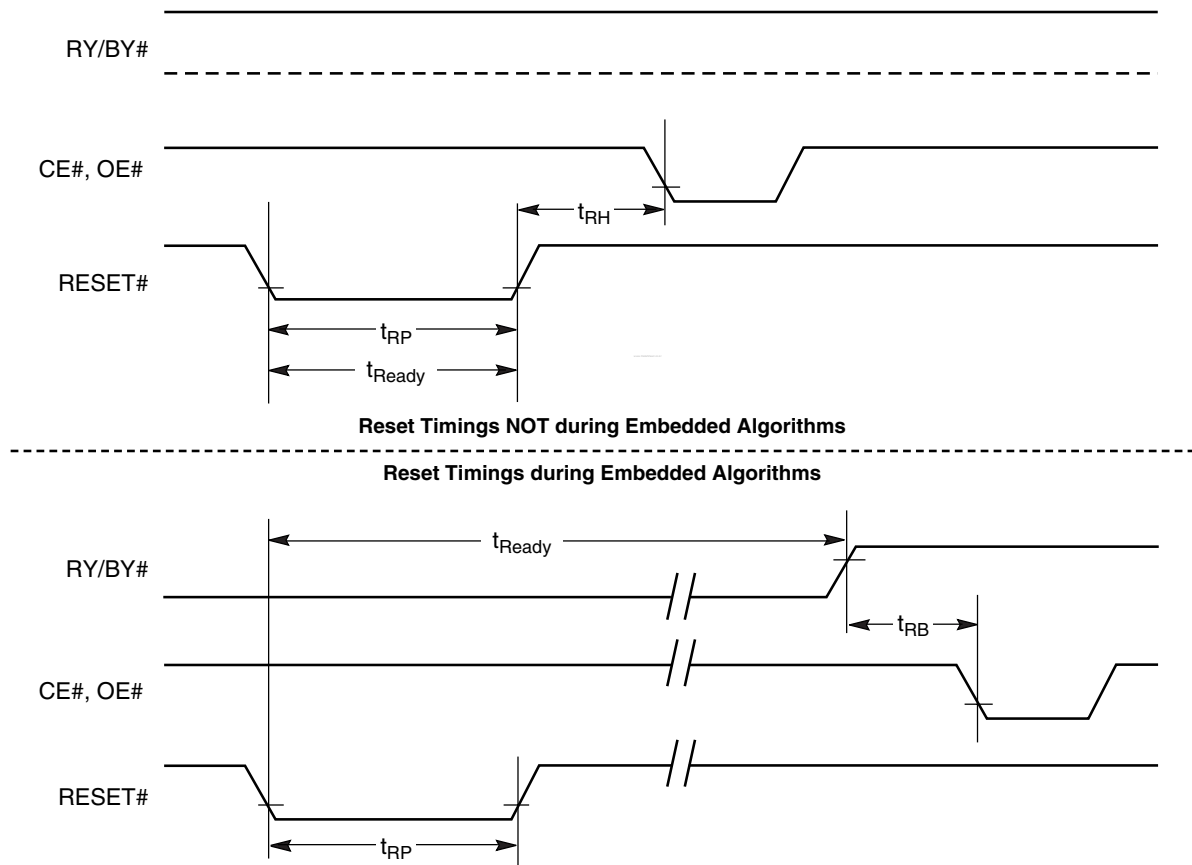 RY/BY#
CE#, OE#
tRH
RESET#
tRP
tReady
Reset Timings NOT during Embedded Algorithms
Reset Timings during Embedded Algorithms
tReady
RY/BY#
tRB
CE#, OE#
RESET#
tRP